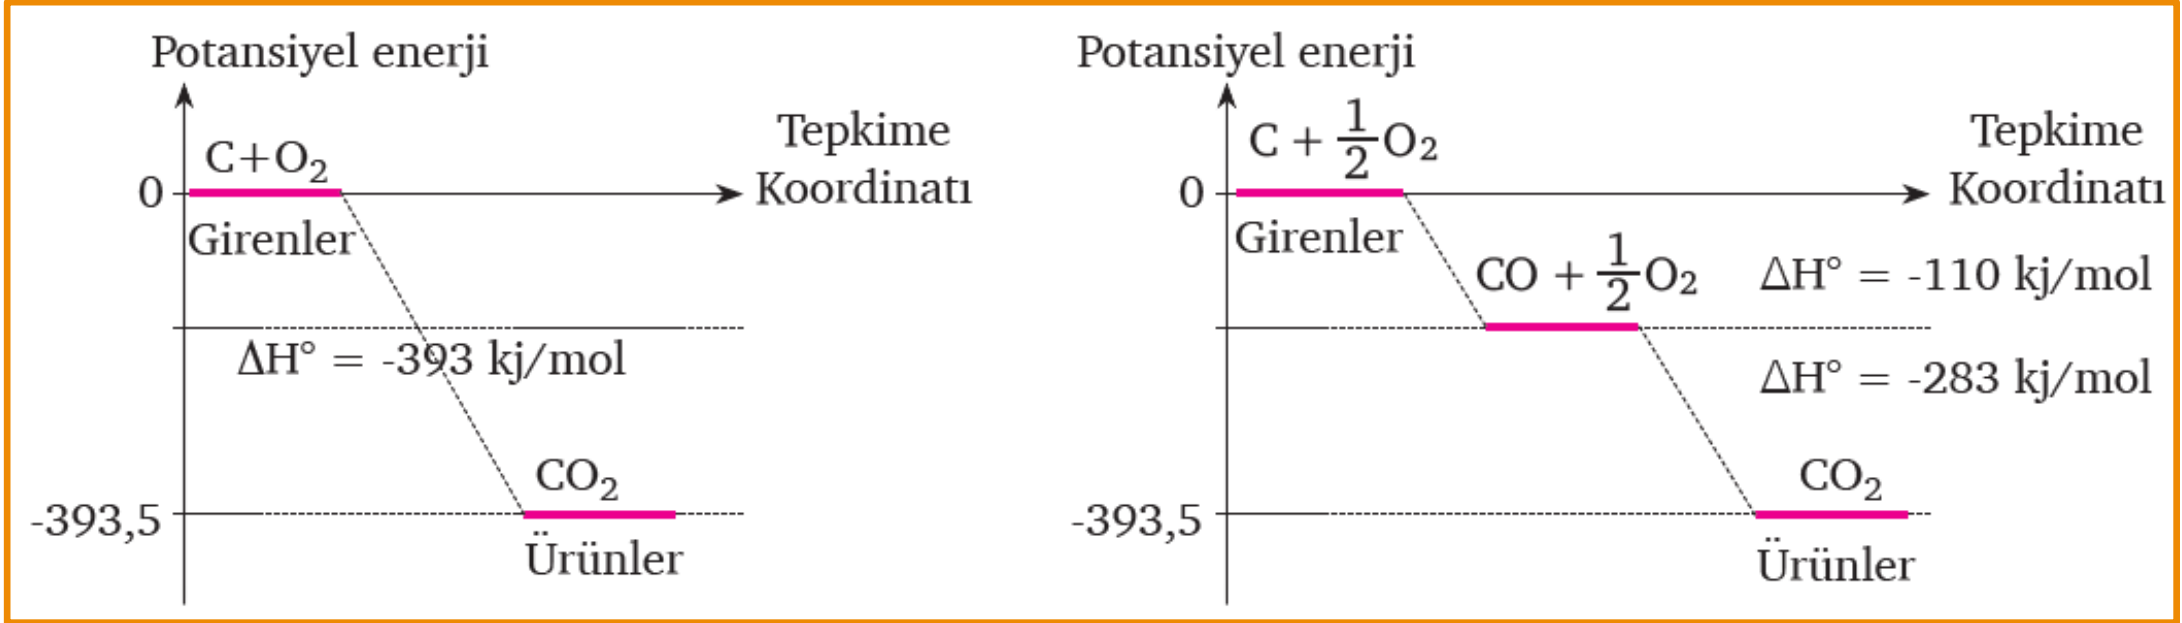 Potansiyel enerji
C+O₂
Tepkime
Koordinatı
0
Girenler
ΔH° = -393 kj/mol
CO₂
-393,5
Ürünler
Potansiyel enerji
C + 1/2 O₂
Tepkime
Koordinatı
0
Girenler
CO + 1/2 O₂
ΔH° = -110 kj/mol
ΔH° = -283 kj/mol
CO₂
-393,5
Ürünler